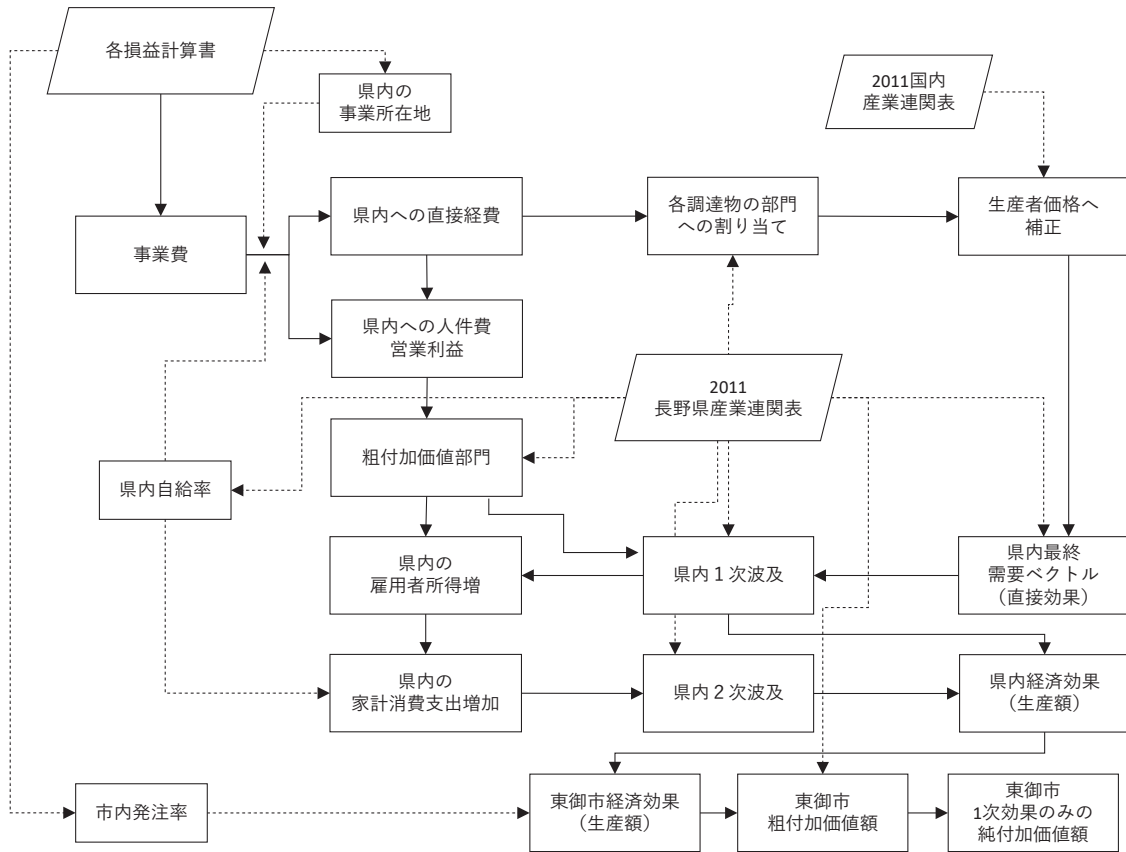 各損益計算書
県内の
事業所在地
2011国内
産業連関表
事業費
県内への直接経費
各調達物の部門
への割り当て
生産者価格へ
補正
県内への人件費
営業利益
2011
長野県産業連関表
粗付加価値部門
県内自給率
県内の
雇用者所得増
県内１次波及
県内最終
需要ベクトル
（直接効果）
県内の
家計消費支出増加
県内２次波及
県内経済効果
（生産額）
市内発注率
東御市経済効果
（生産額）
東御市
粗付加価値額
東御市
1次効果のみの
純付加価値額